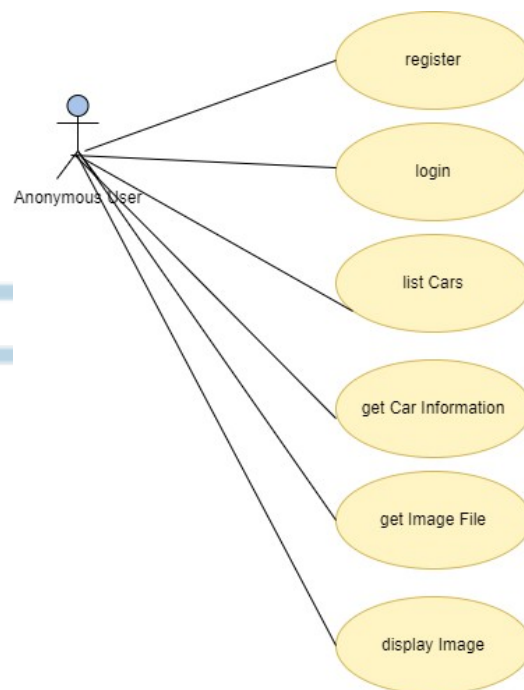 register
login
Anonymous User
list Cars
get Car Information
get Image File
display Image